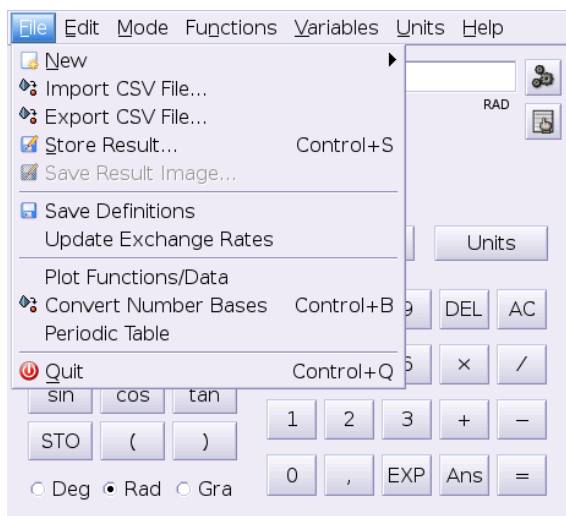 File Edit Mode Functions Variables Units Help
New
Import CSV File...
Export CSV File...
RAD
Store Result... Control+S
Save Result Image...
Save Definitions
Update Exchange Rates
Units
Plot Functions/Data
Convert Number Bases Control+B
DEL AC
Periodic Table
Quit Control+Q
× /
sin cos tan
1 2 3 + −
STO ( )
0 , EXP Ans =
Deg Rad Gra